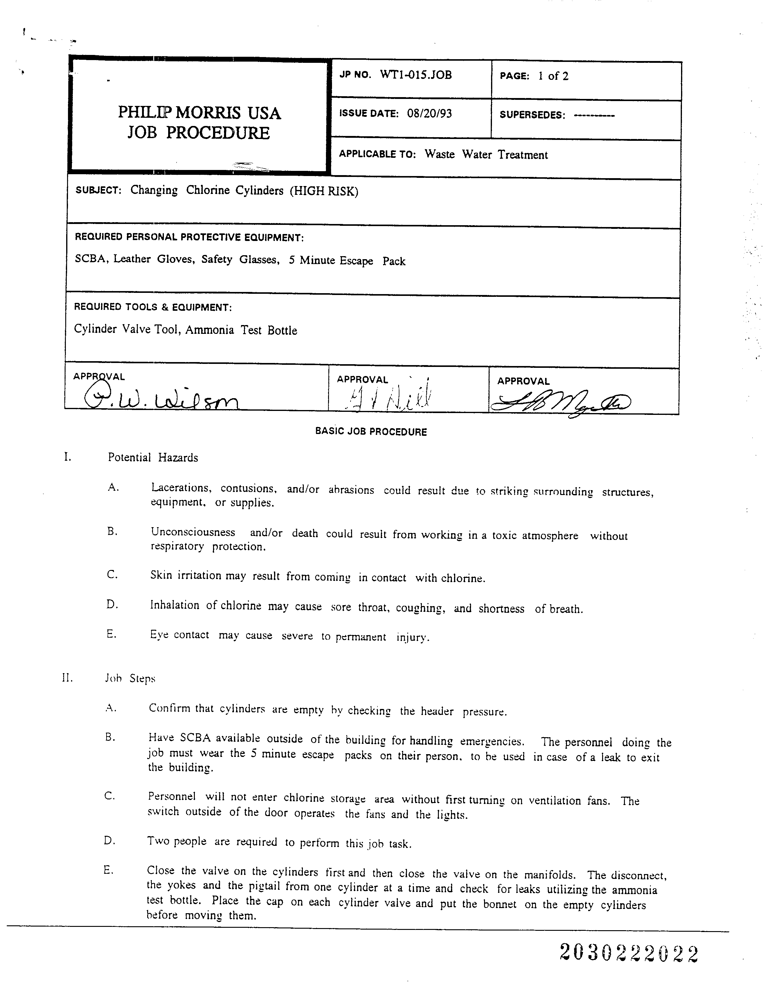 PHILIP MORRIS USA
JOB PROCEDURE
JP NO. WT1-015.JOB
PAGE: 1 of 2
ISSUE DATE: 08/20/93
SUPERSEDES: ----------
APPLICABLE TO: Waste Water Treatment
SUBJECT: Changing Chlorine Cylinders (HIGH RISK)
REQUIRED PERSONAL PROTECTIVE EQUIPMENT:
SCBA, Leather Gloves, Safety Glasses, 5 Minute Escape Pack
REQUIRED TOOLS & EQUIPMENT:
Cylinder Valve Tool, Ammonia Test Bottle
APPROVAL
P.W. Wilson
APPROVAL
APPROVAL
BASIC JOB PROCEDURE
I. Potential Hazards
A. Lacerations, contusions, and/or abrasions could result due to striking surrounding structures,
equipment, or supplies.
B. Unconsciousness and/or death could result from working in a toxic atmosphere without
respiratory protection.
C. Skin irritation may result from coming in contact with chlorine.
D. Inhalation of chlorine may cause sore throat, coughing, and shortness of breath.
E. Eye contact may cause severe to permanent injury.
II. Job Steps
A. Confirm that cylinders are empty by checking the header pressure.
B. Have SCBA available outside of the building for handling emergencies. The personnel doing the
job must wear the 5 minute escape packs on their person, to be used in case of a leak to exit
the building.
C. Personnel will not enter chlorine storage area without first turning on ventilation fans. The
switch outside of the door operates the fans and the lights.
D. Two people are required to perform this job task.
E. Close the valve on the cylinders first and then close the valve on the manifolds. The disconnect,
the yokes and the pigtail from one cylinder at a time and check for leaks utilizing the ammonia
test bottle. Place the cap on each cylinder valve and put the bonnet on the empty cylinders
before moving them.
2030222022